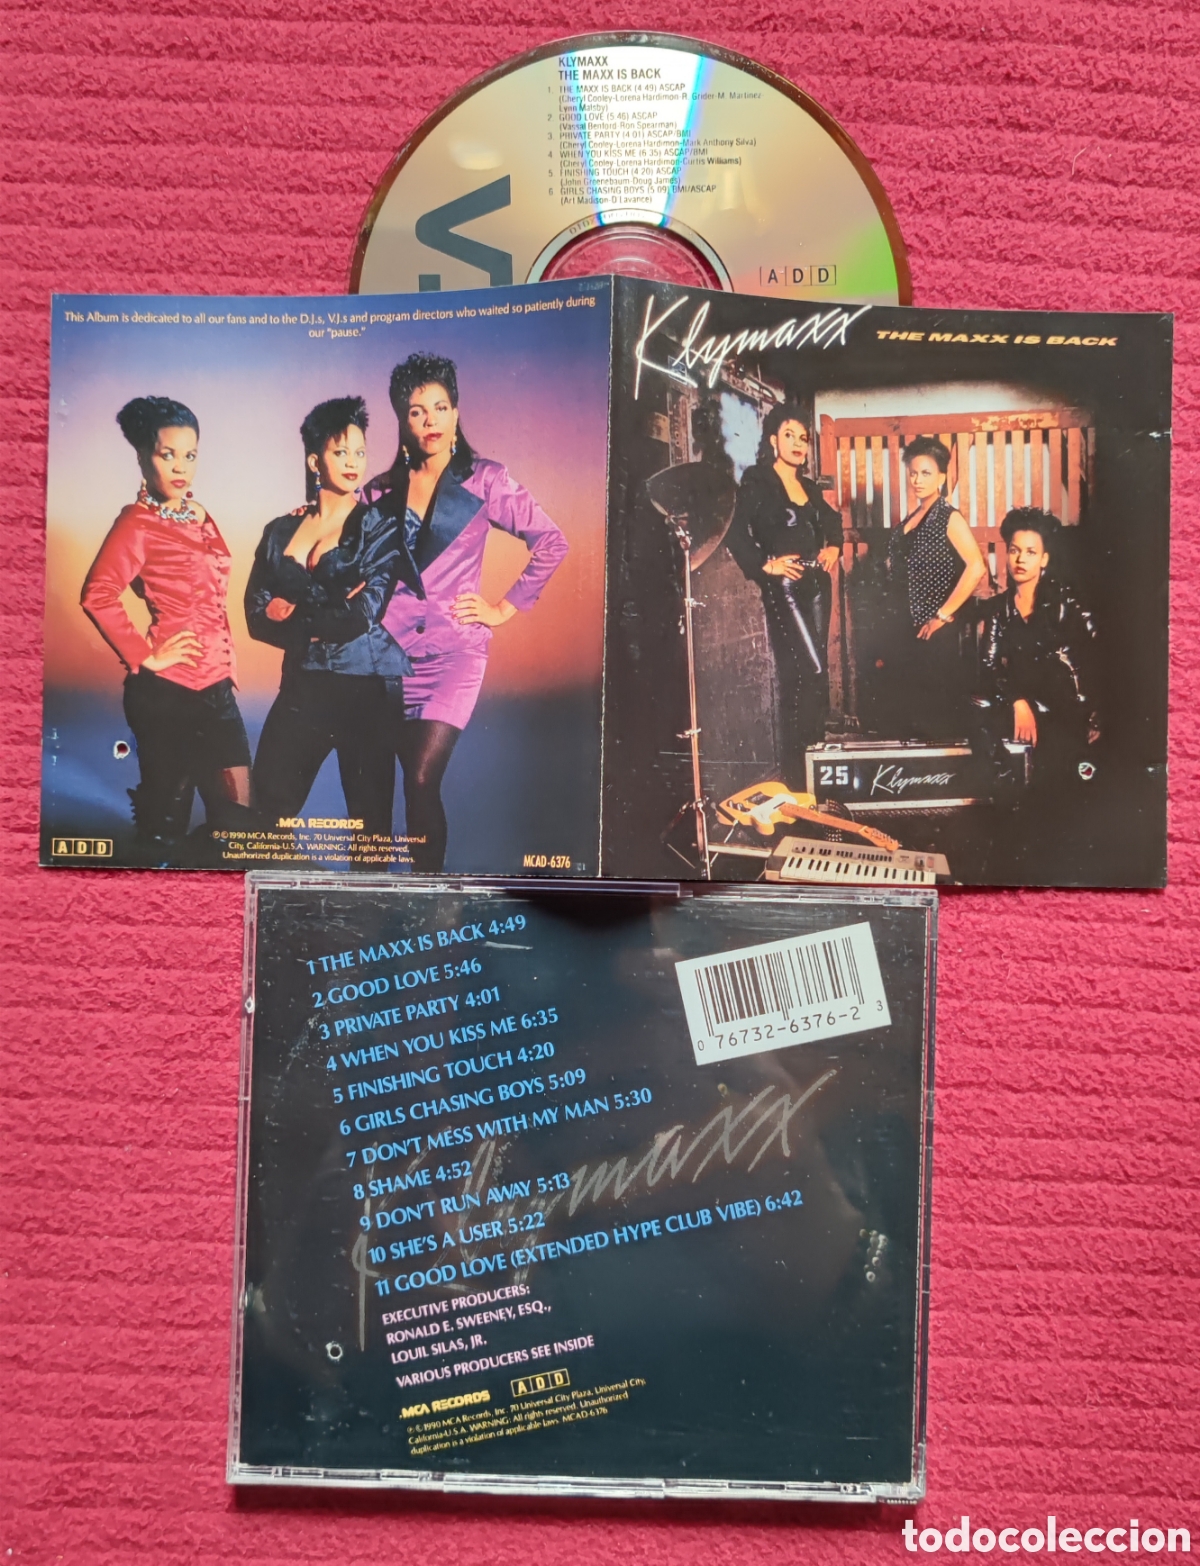 KLYMAXX
THE MAXX IS BACK
1. THE MAXX IS BACK (4:49) ASCAP
(Cheryl Cooley-Lorena Hardimon-R. Grider-M. Martinez-
Lynn Malsby)
2. GOOD LOVE (5:46) ASCAP
(Vassal Benford-Ron Spearman)
3. PRIVATE PARTY (4:01) ASCAP/BMI
(Cheryl Cooley-Lorena Hardimon-Mark Anthony Silva)
4. WHEN YOU KISS ME (6:35) ASCAP/BMI
(Cheryl Cooley-Lorena Hardimon-Curtis Williams)
5. FINISHING TOUCH (4:20) ASCAP
(John Greenebaum-Doug James)
6. GIRLS CHASING BOYS (5:09) BMI/ASCAP
(Art Madison-D'Lavance)
A D D
This Album is dedicated to all our fans and to the D.J.s, V.J.s and program directors who waited so patiently during
our "pause."
Klymaxx THE MAXX IS BACK
25 Klymaxx
.MCA RECORDS
℗©1990 MCA Records, Inc. 70 Universal City Plaza, Universal
City, California-U.S.A. WARNING: All rights reserved.
Unauthorized duplication is a violation of applicable laws.
A D D
MCAD-6376
1 THE MAXX IS BACK 4:49
2 GOOD LOVE 5:46
3 PRIVATE PARTY 4:01
4 WHEN YOU KISS ME 6:35
5 FINISHING TOUCH 4:20
6 GIRLS CHASING BOYS 5:09
7 DON'T MESS WITH MY MAN 5:30
8 SHAME 4:52
9 DON'T RUN AWAY 5:13
10 SHE'S A USER 5:22
11 GOOD LOVE (EXTENDED HYPE CLUB VIBE) 6:42
Klymaxx
0 76732-6376-2 3
EXECUTIVE PRODUCERS:
RONALD E. SWEENEY, ESQ.,
LOUIL SILAS, JR.
VARIOUS PRODUCERS SEE INSIDE
.MCA RECORDS A D D
℗©1990 MCA Records, Inc. 70 Universal City Plaza, Universal City,
California-U.S.A. WARNING: All rights reserved. Unauthorized
duplication is a violation of applicable laws. MCAD-6376
todocoleccion